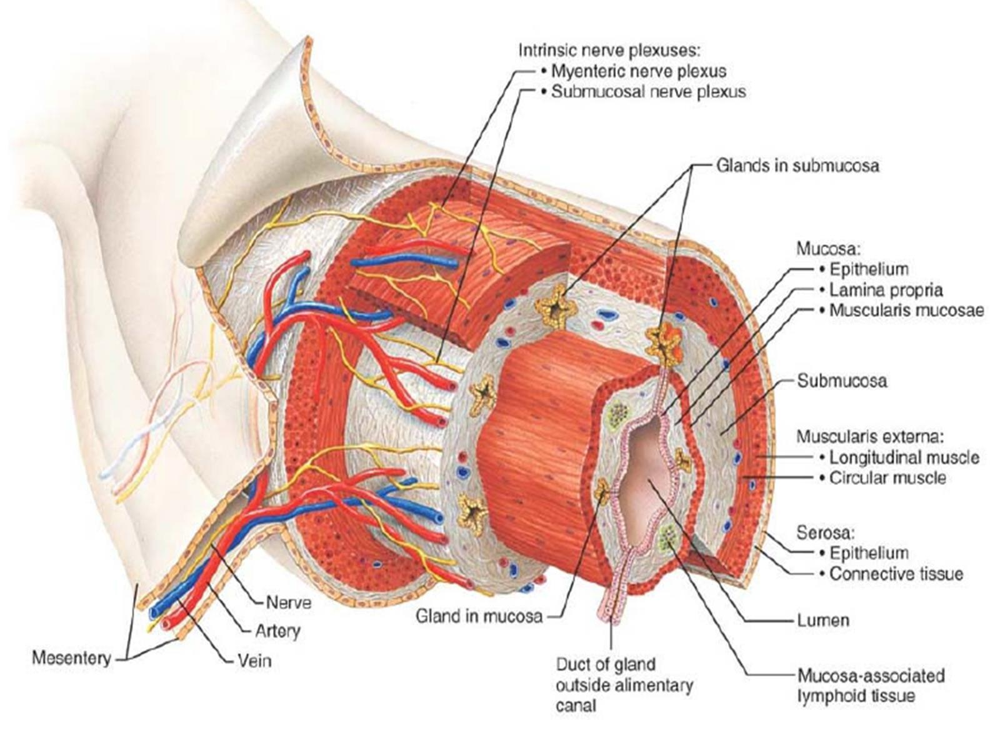 Intrinsic nerve plexuses:
• Myenteric nerve plexus
• Submucosal nerve plexus
Glands in submucosa
Mucosa:
• Epithelium
• Lamina propria
• Muscularis mucosae
Submucosa
Muscularis externa:
• Longitudinal muscle
• Circular muscle
Serosa:
• Epithelium
• Connective tissue
Nerve
Artery
Vein
Mesentery
Gland in mucosa
Duct of gland
outside alimentary
canal
Lumen
Mucosa-associated
lymphoid tissue